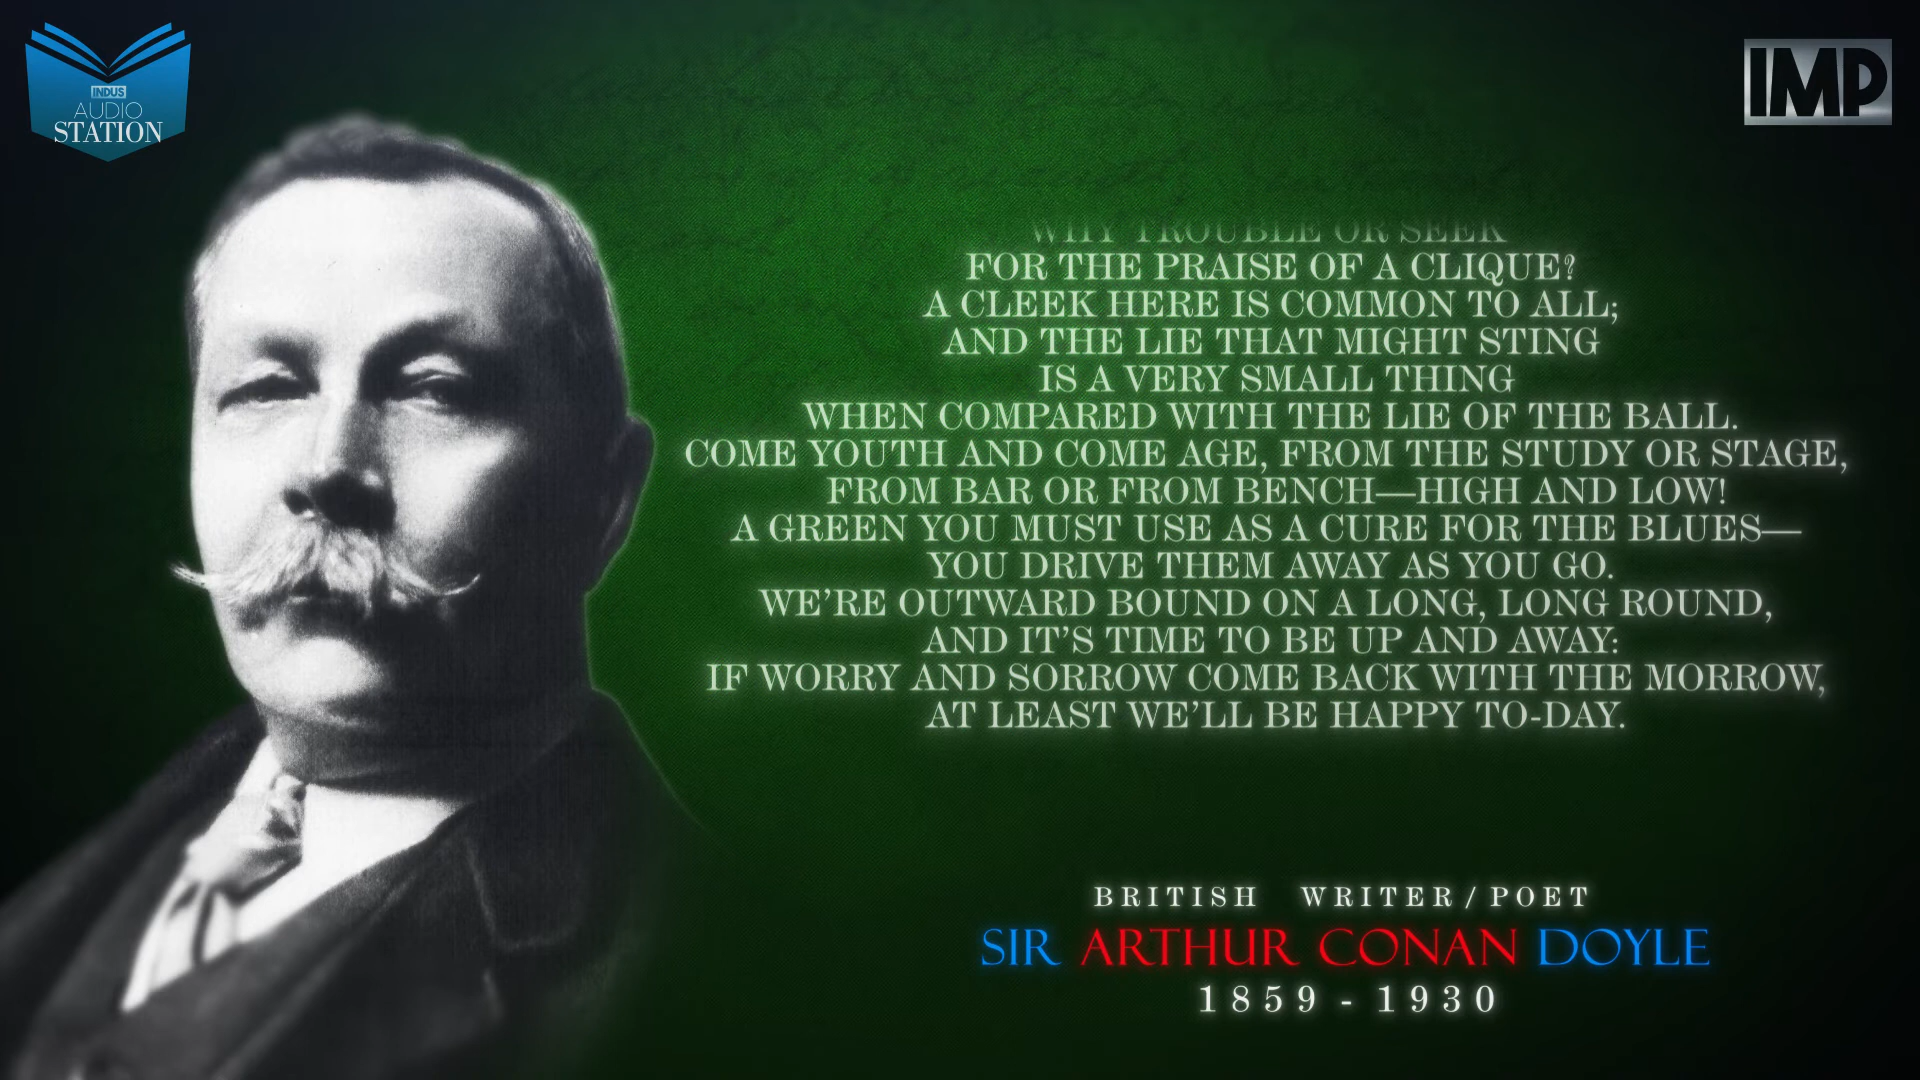 INDUS
AUDIO
STATION
IMP
WHY TROUBLE OR SEEK
FOR THE PRAISE OF A CLIQUE?
A CLEEK HERE IS COMMON TO ALL;
AND THE LIE THAT MIGHT STING
IS A VERY SMALL THING
WHEN COMPARED WITH THE LIE OF THE BALL.
COME YOUTH AND COME AGE, FROM THE STUDY OR STAGE,
FROM BAR OR FROM BENCH—HIGH AND LOW!
A GREEN YOU MUST USE AS A CURE FOR THE BLUES—
YOU DRIVE THEM AWAY AS YOU GO.
WE’RE OUTWARD BOUND ON A LONG, LONG ROUND,
AND IT’S TIME TO BE UP AND AWAY:
IF WORRY AND SORROW COME BACK WITH THE MORROW,
AT LEAST WE’LL BE HAPPY TO-DAY.
BRITISH WRITER/POET
SIR ARTHUR CONAN DOYLE
1859 - 1930